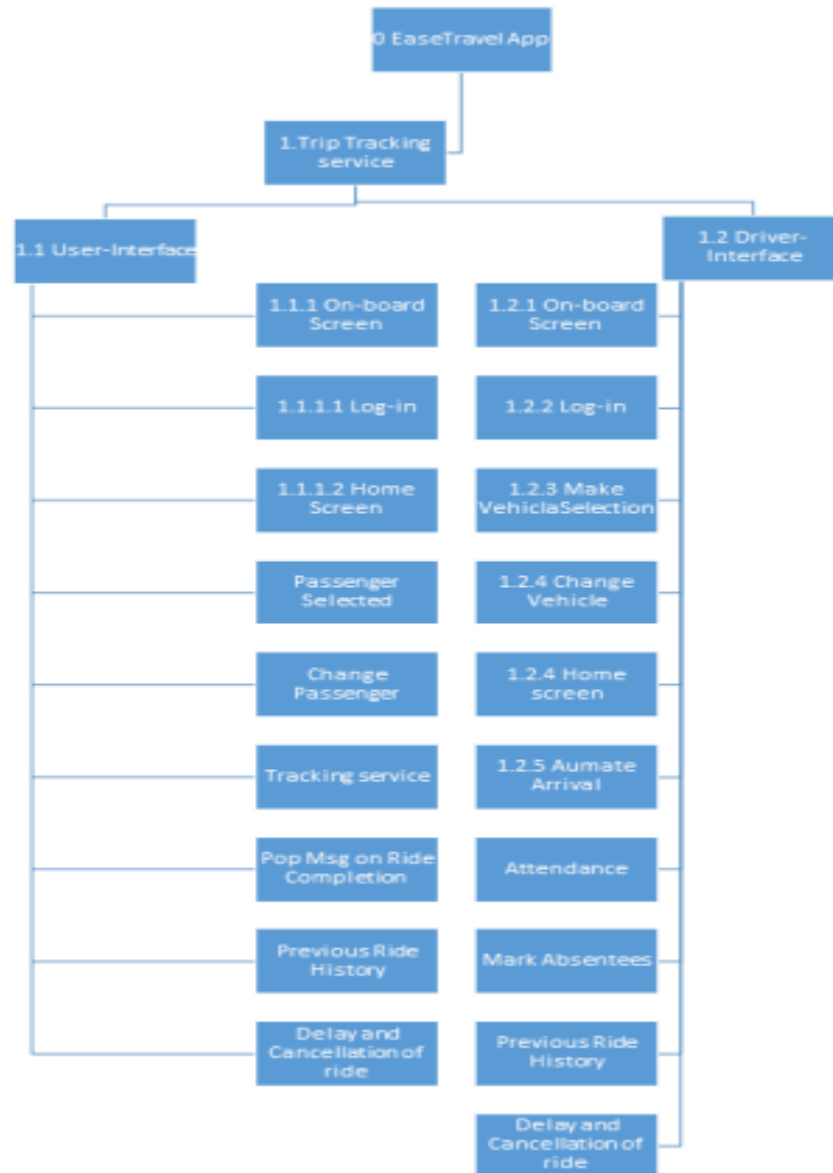 0 EaseTravel App
1.Trip Tracking
service
1.1 User-Interface
1.2 Driver-
Interface
1.1.1 On-board
Screen
1.2.1 On-board
Screen
1.1.1.1 Log-in
1.2.2 Log-in
1.1.1.2 Home
Screen
1.2.3 Make
VehiclaSelection
Passenger
Selected
1.2.4 Change
Vehicle
Change
Passenger
1.2.4 Home
screen
Tracking service
1.2.5 Aumate
Arrival
Pop Msg on Ride
Completion
Attendance
Previous Ride
History
Mark Absentees
Delay and
Cancellation of
ride
Previous Ride
History
Delay and
Cancellation of
ride